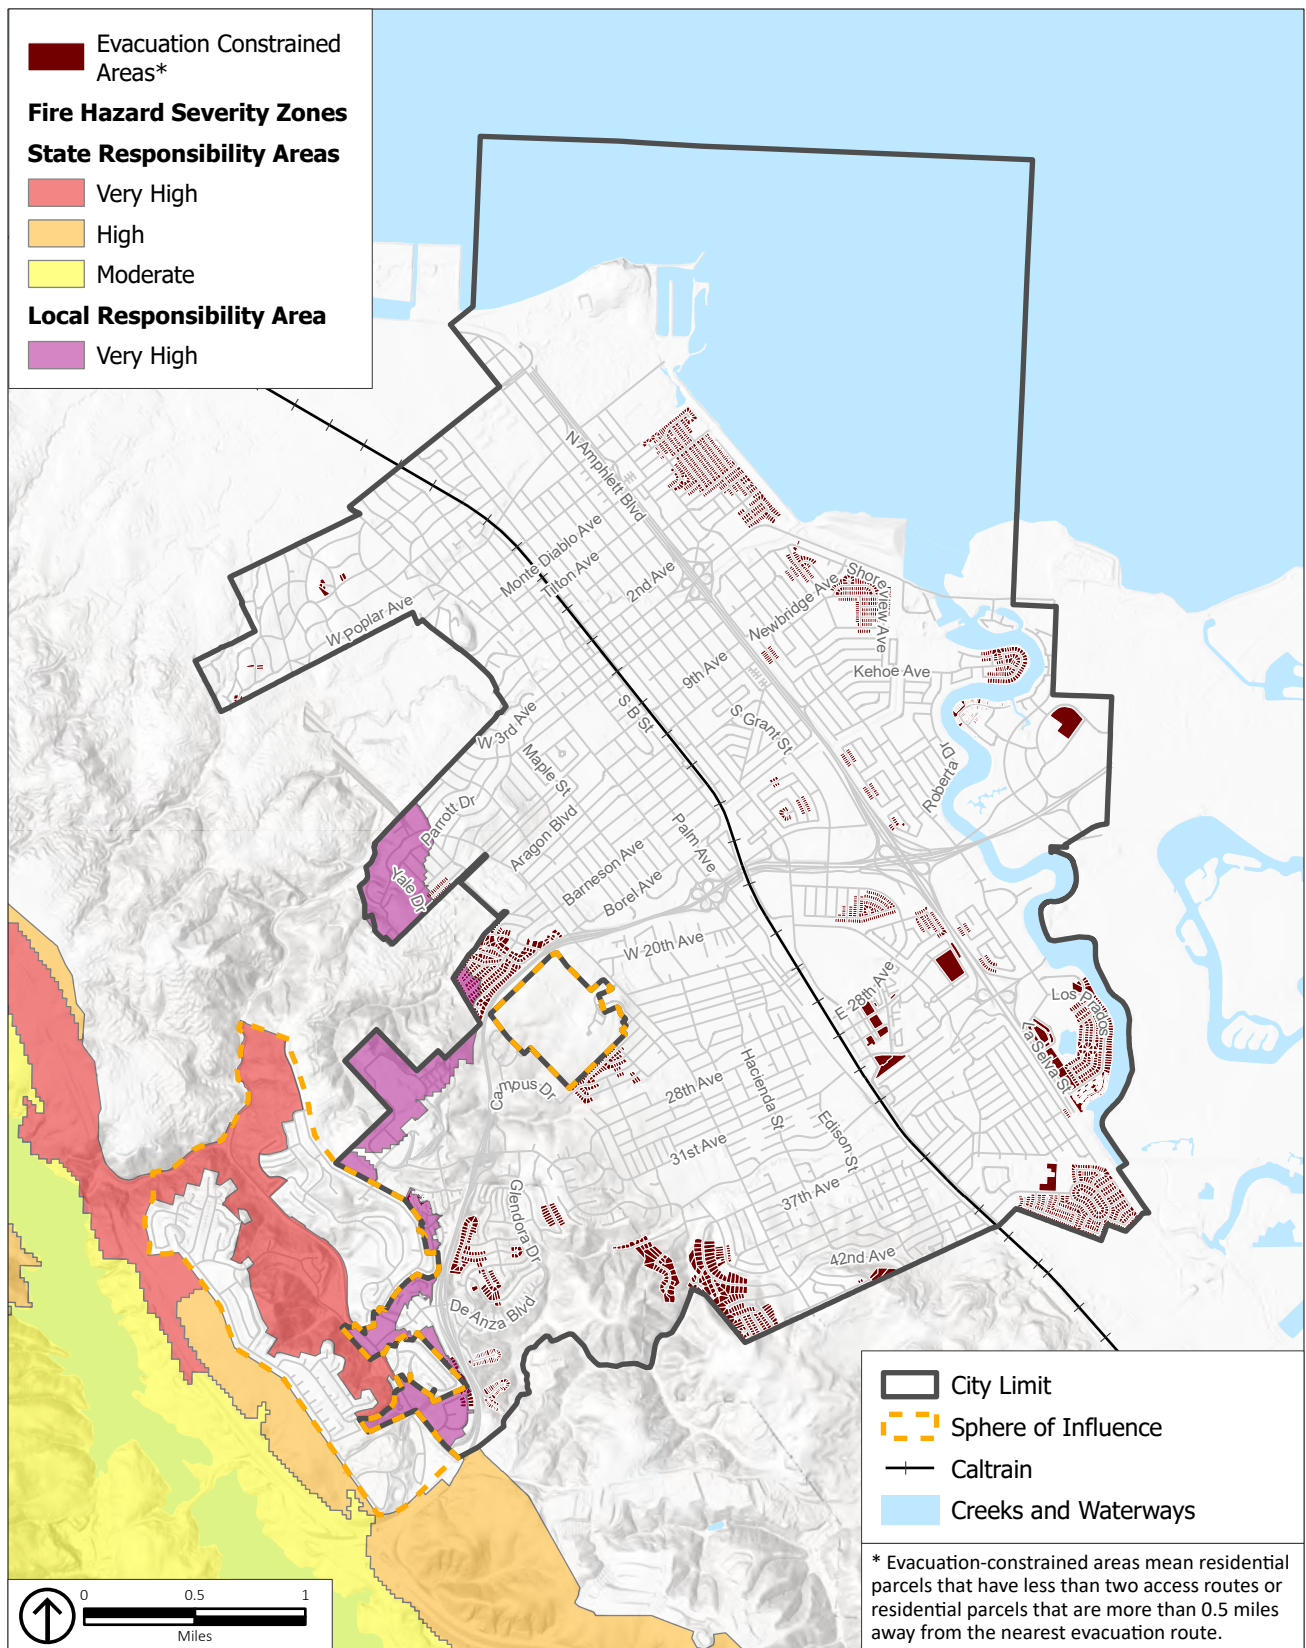 Evacuation Constrained
Areas*
Fire Hazard Severity Zones
State Responsibility Areas
Very High
High
Moderate
Local Responsibility Area
Very High
N Amphlett Blvd
Monte Diablo Ave
Tilton Ave
2nd Ave
Shoreview Ave
Newbridge Ave
W Poplar Ave
Kehoe Ave
9th Ave
S B St
S Grant St
W 3rd Ave
Maple St
Roberta Dr
Parrott Dr
Aragon Blvd
Palm Ave
Barneson Ave
Yale Dr
Borel Ave
W 20th Ave
E 28th Ave
Los Prados
La Selva St
Campus Dr
28th Ave
Hacienda St
31st Ave
Edison St
37th Ave
Glendora Dr
42nd Ave
De Anza Blvd
City Limit
Sphere of Influence
Caltrain
Creeks and Waterways
* Evacuation-constrained areas mean residential
parcels that have less than two access routes or
residential parcels that are more than 0.5 miles
away from the nearest evacuation route.
0 0.5 1
Miles